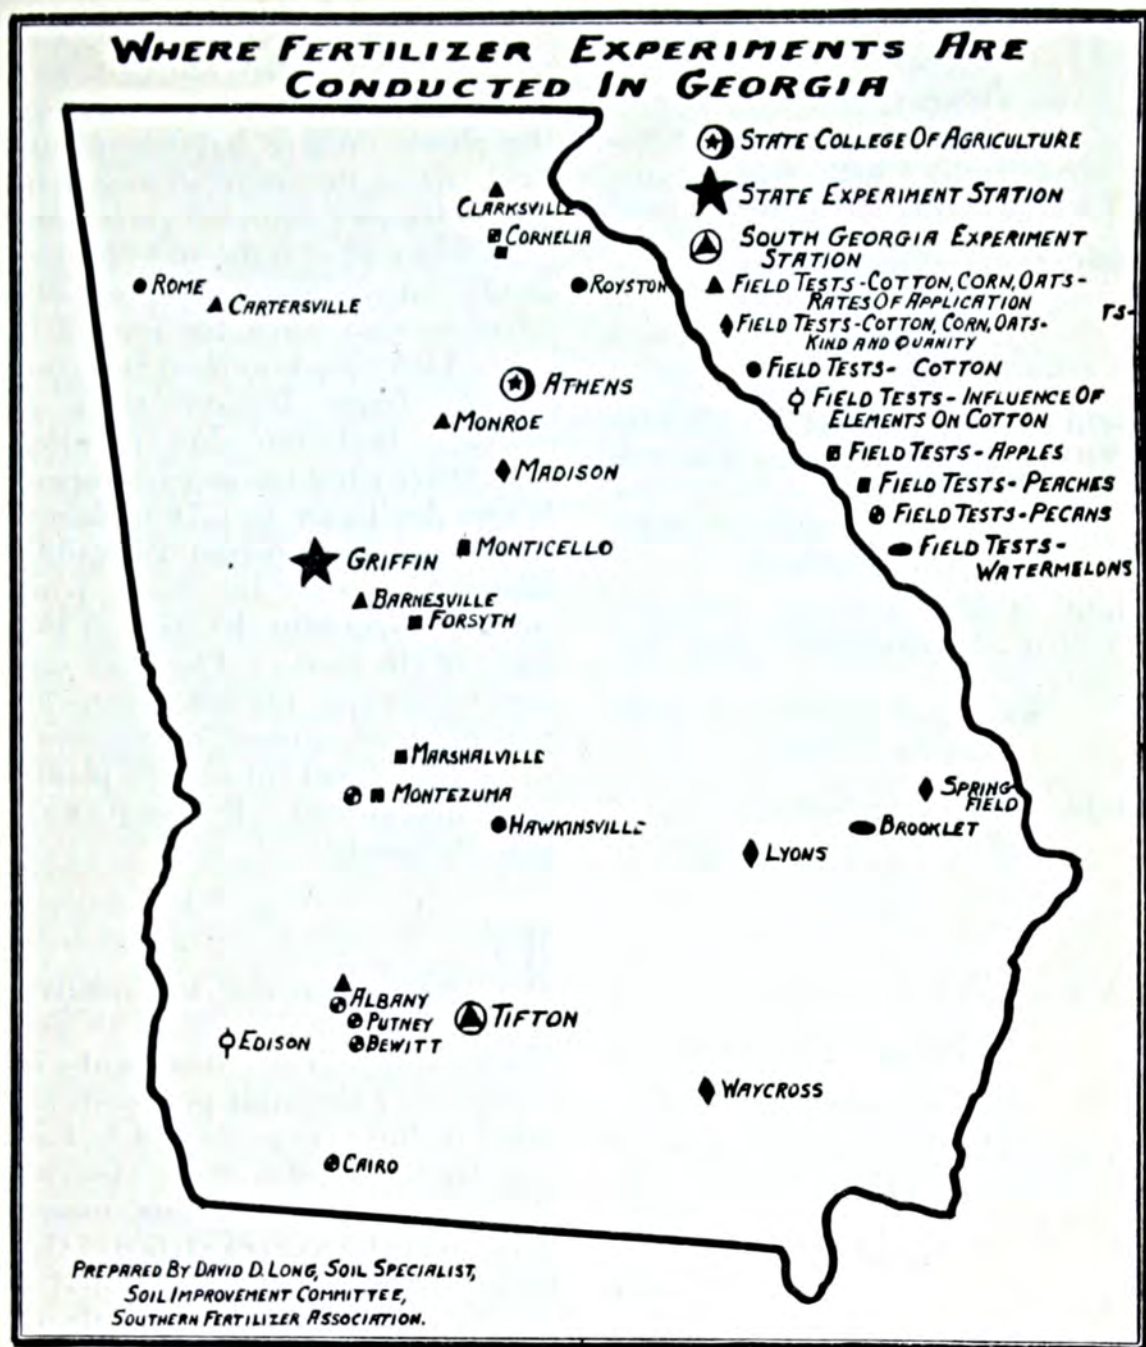 WHERE FERTILIZER EXPERIMENTS ARE
CONDUCTED IN GEORGIA
STATE COLLEGE OF AGRICULTURE
STATE EXPERIMENT STATION
SOUTH GEORGIA EXPERIMENT
STATION
FIELD TESTS-COTTON, CORN, OATS-
RATES OF APPLICATION
FIELD TESTS-COTTON, CORN, OATS-
KIND AND QUANITY
FIELD TESTS- COTTON
FIELD TESTS-INFLUENCE OF
ELEMENTS ON COTTON
FIELD TESTS-APPLES
FIELD TESTS-PEACHES
FIELD TESTS-PECANS
FIELD TESTS-
WATERMELONS
TS-
CLARKSVILLE
CORNELIA
ROME
CARTERSVILLE
ROYSTON
ATHENS
MONROE
MADISON
GRIFFIN
MONTICELLO
BARNESVILLE
FORSYTH
MARSHALVILLE
MONTEZUMA
HAWKINSVILLE
SPRING
FIELD
BROOKLET
LYONS
ALBANY
PUTNEY
TIFTON
EDISON
BEWITT
WAYCROSS
CAIRO
PREPARED BY DAVID D. LONG, SOIL SPECIALIST,
SOIL IMPROVEMENT COMMITTEE,
SOUTHERN FERTILIZER ASSOCIATION.